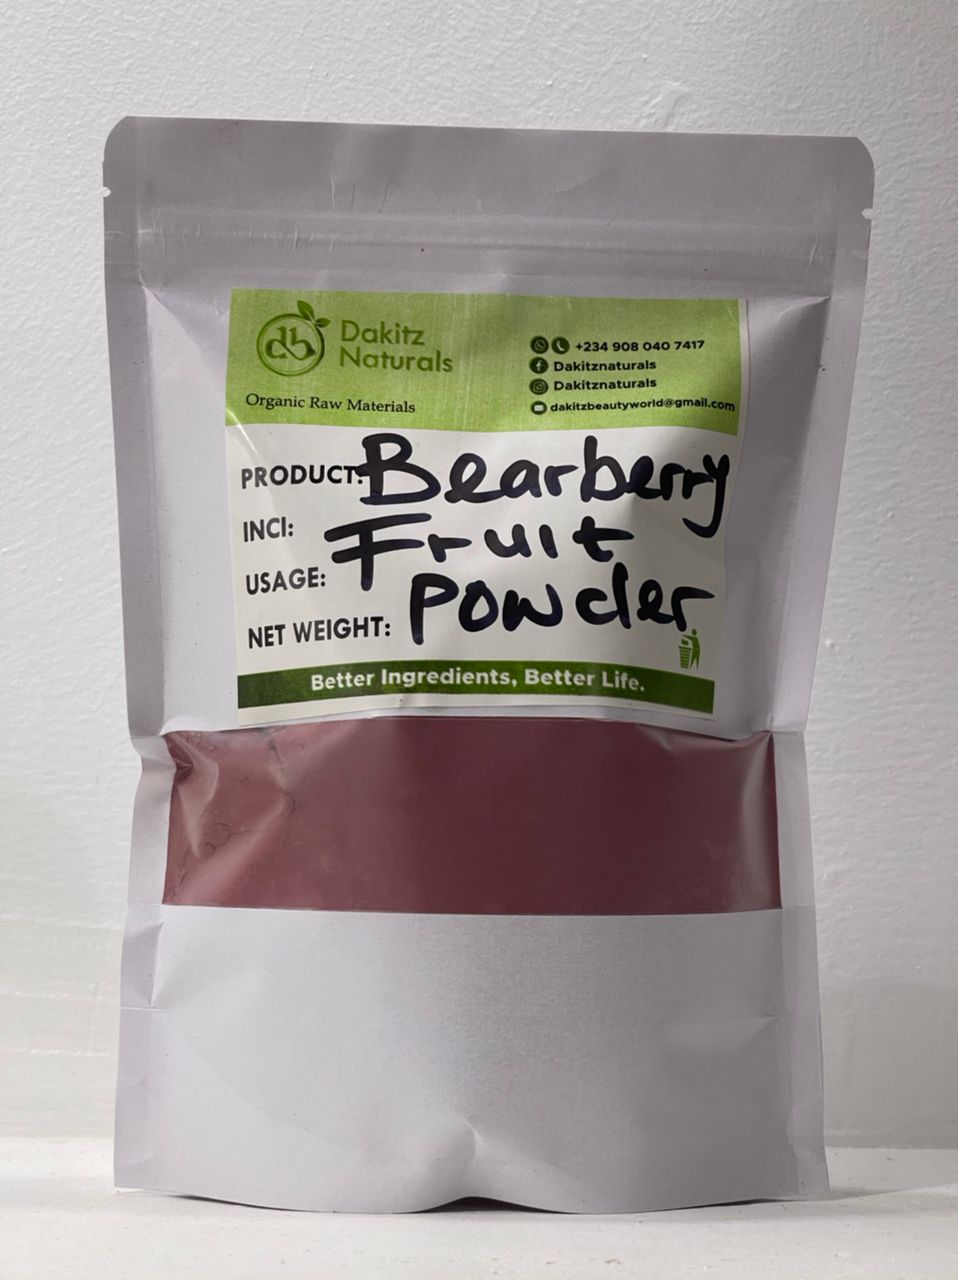 Dakitz
Naturals
Organic Raw Materials
+234 908 040 7417
Dakitznaturals
Dakitznaturals
dakitzbeautyworld@gmail.com
PRODUCT: Bearberry
INCI: Fruit
USAGE: Powder
NET WEIGHT:
Better Ingredients, Better Life.